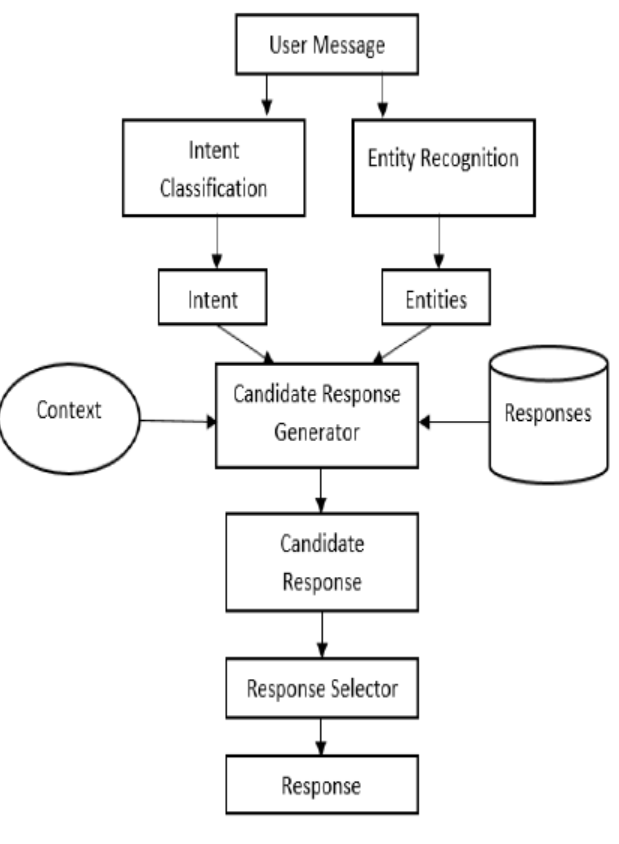 User Message
Intent
Classification
Entity Recognition
Intent
Entities
Context
Candidate Response
Generator
Responses
Candidate
Response
Response Selector
Response